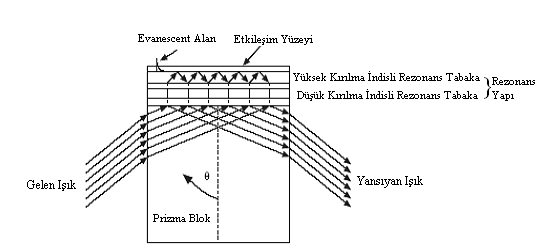 Evanescent Alan
Etkileşim Yüzeyi
Yüksek Kırılma İndisli Rezonans Tabaka
Düşük Kırılma İndisli Rezonans Tabaka
Rezonans
Yapı
Gelen Işık
θ
Yansıyan Işık
Prizma Blok